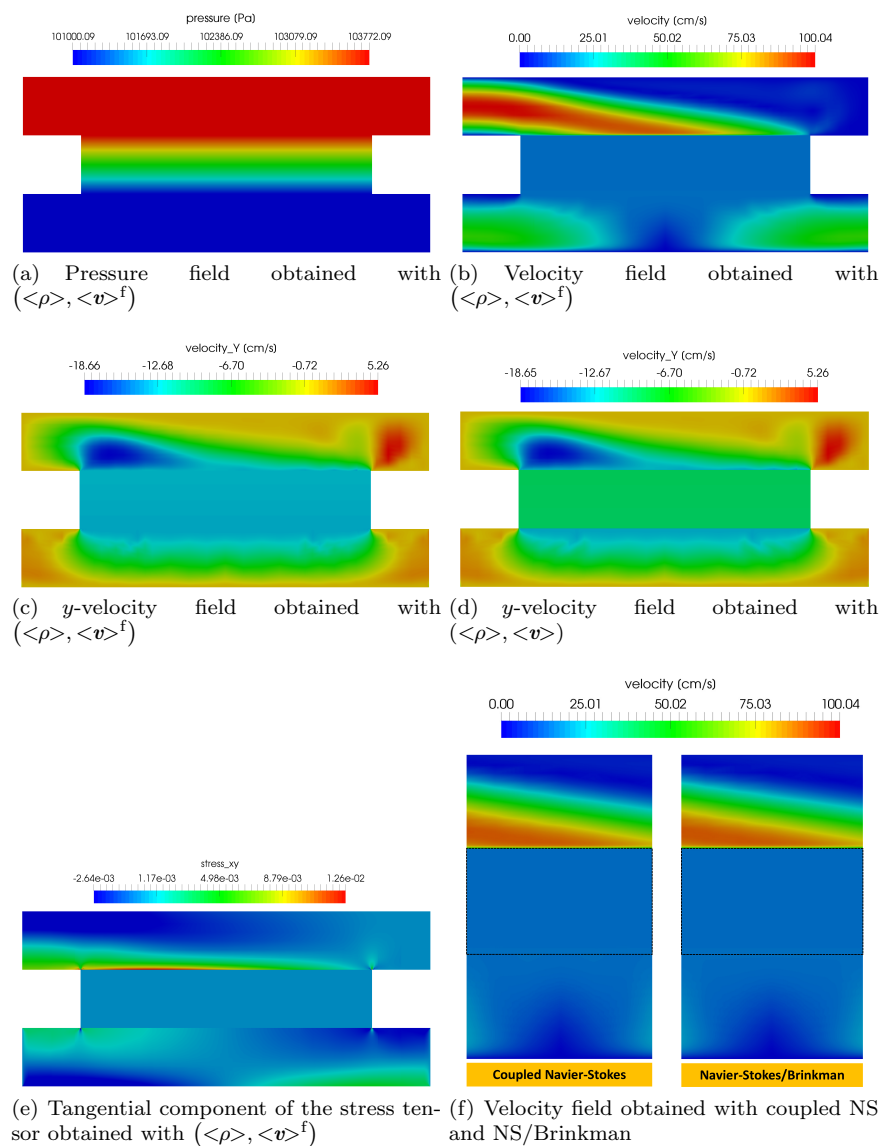 pressure (Pa)
101000.09 101693.09 102386.09 103079.09 103772.09
velocity (cm/s)
0.00 25.01 50.02 75.03 100.04
(a) Pressure field obtained with
(<ρ>, <v>^f)
(b) Velocity field obtained with
(<ρ>, <v>^f)
velocity_Y (cm/s)
-18.66 -12.68 -6.70 -0.72 5.26
velocity_Y (cm/s)
-18.65 -12.67 -6.70 -0.72 5.26
(c) y-velocity field obtained with
(<ρ>, <v>^f)
(d) y-velocity field obtained with
(<ρ>, <v>)
stress_xy
-2.64e-03 1.17e-03 4.98e-03 8.79e-03 1.26e-02
velocity (cm/s)
0.00 25.01 50.02 75.03 100.04
Coupled Navier-Stokes
Navier-Stokes/Brinkman
(e) Tangential component of the stress ten-
sor obtained with (<ρ>, <v>^f)
(f) Velocity field obtained with coupled NS
and NS/Brinkman